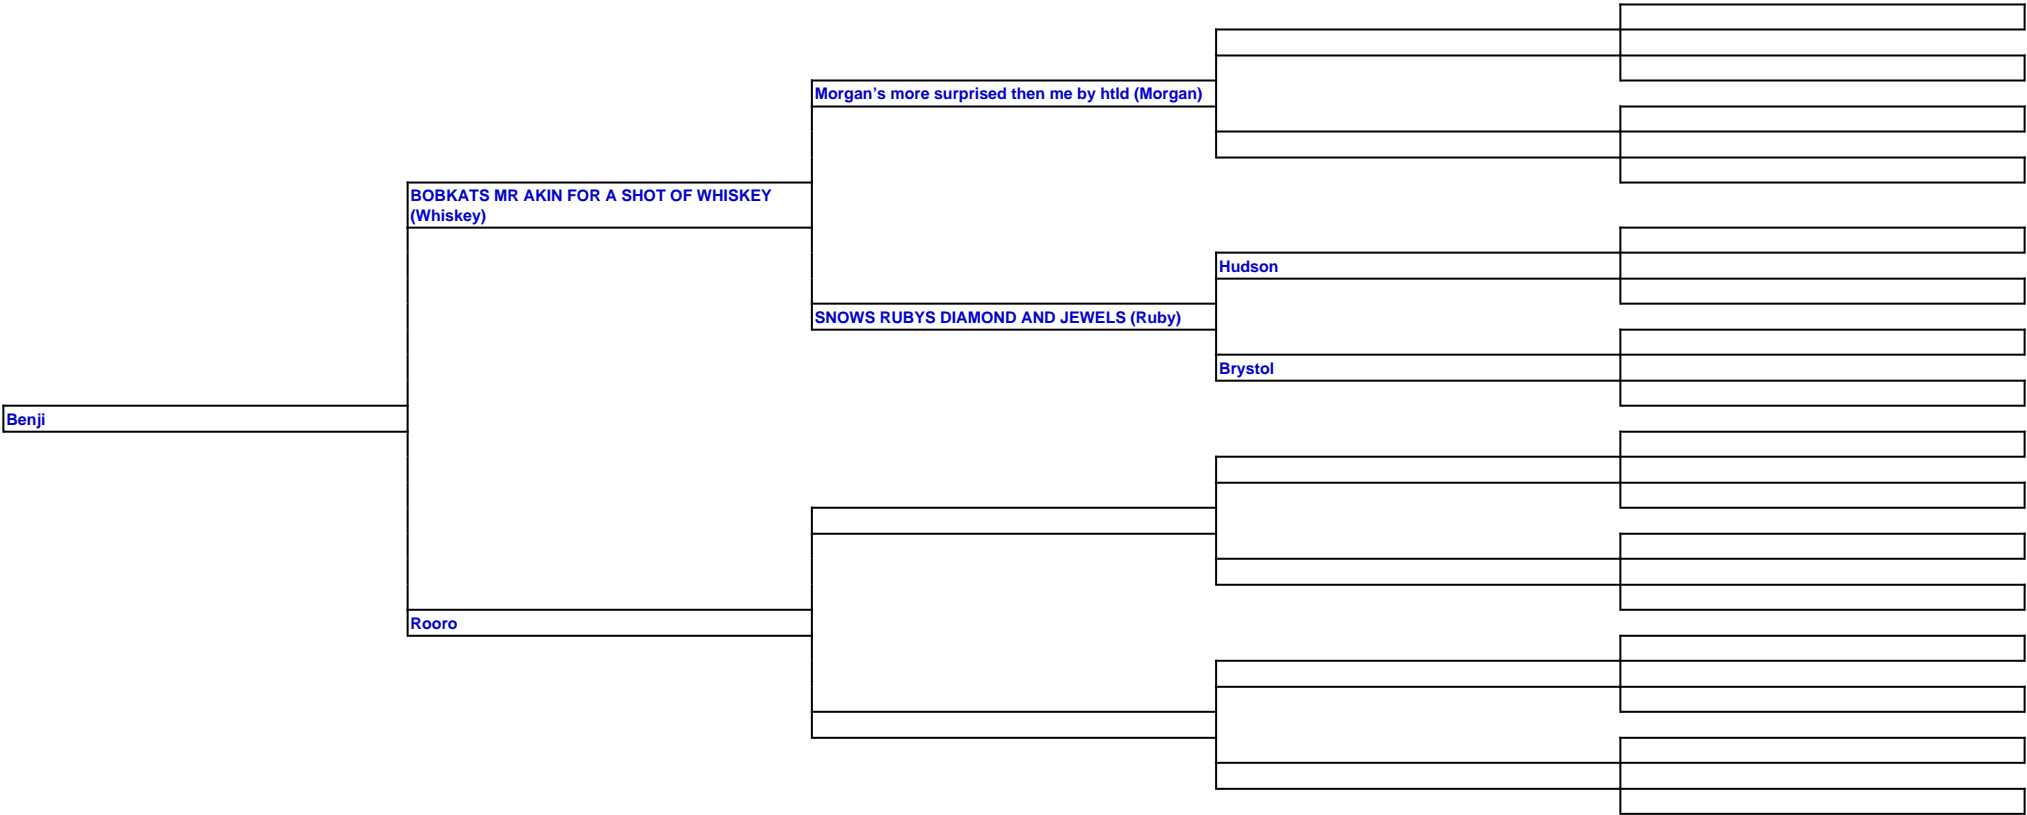 Morgan’s more surprised then me by htld (Morgan)
BOBKATS MR AKIN FOR A SHOT OF WHISKEY
(Whiskey)
Hudson
SNOWS RUBYS DIAMOND AND JEWELS (Ruby)
Brystol
Benji
Rooro